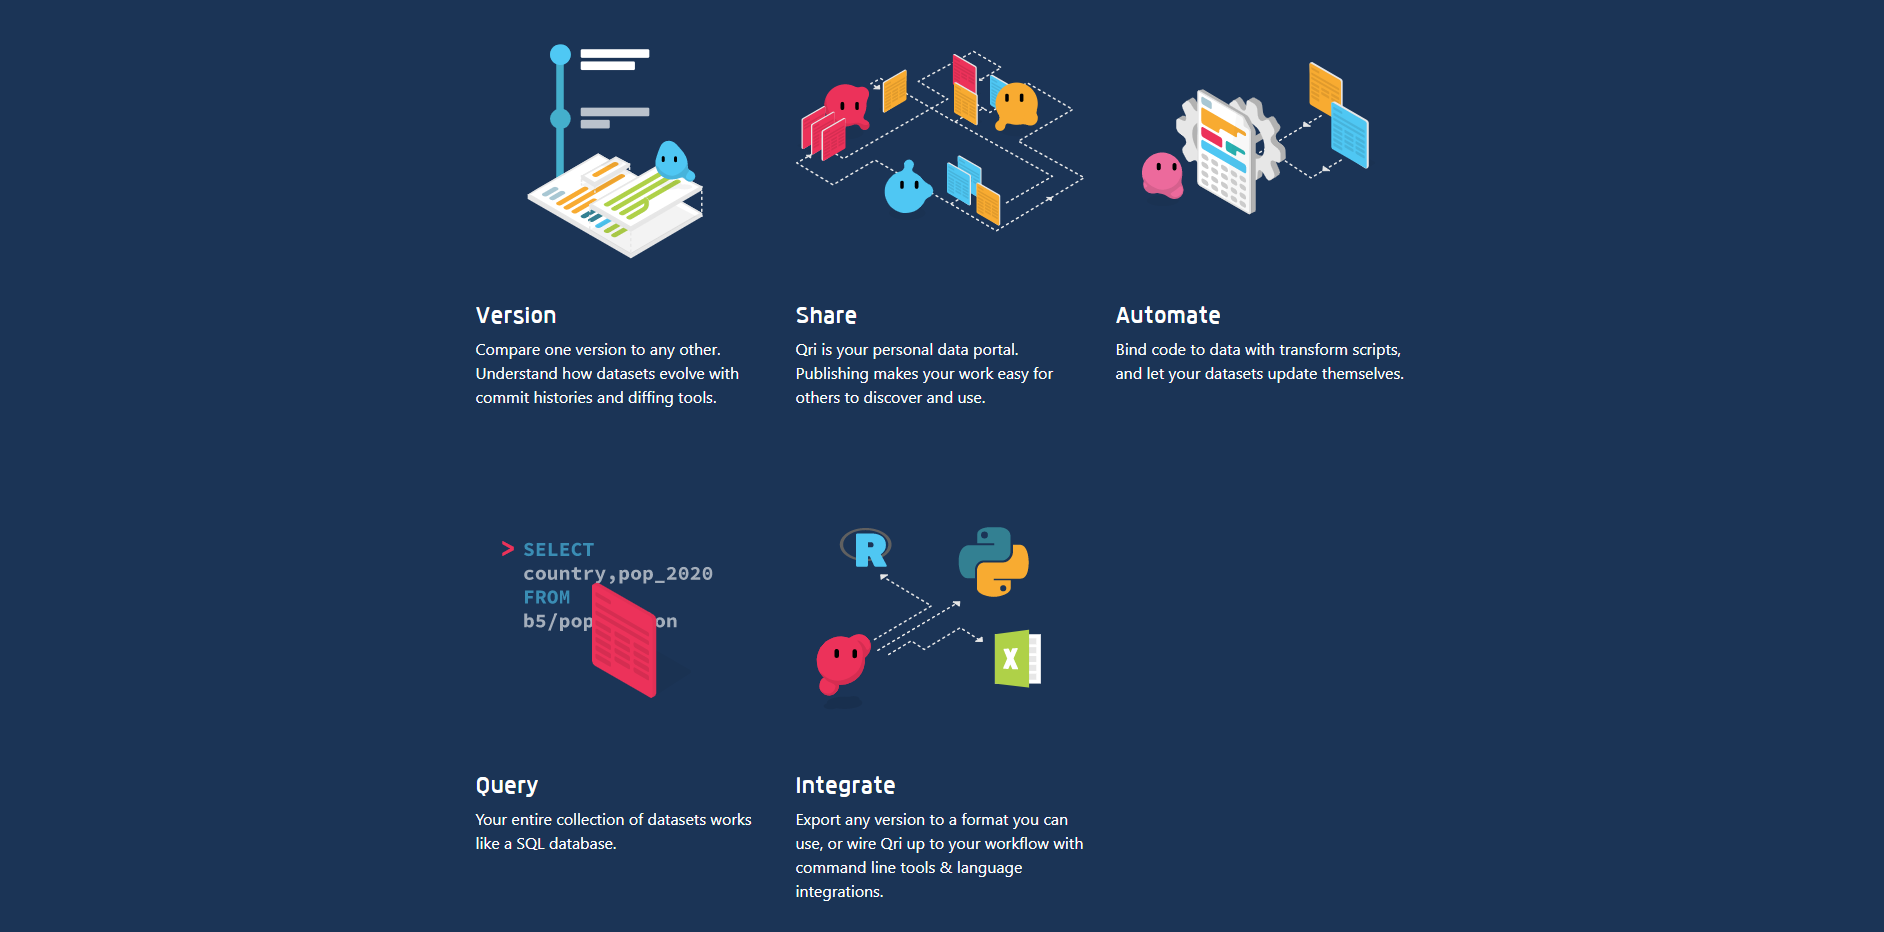 Version
Compare one version to any other.
Understand how datasets evolve with
commit histories and diffing tools.
Share
Qri is your personal data portal.
Publishing makes your work easy for
others to discover and use.
Automate
Bind code to data with transform scripts,
and let your datasets update themselves.
> SELECT
country,pop_2020
FROM
b5/pop on
R
X
Query
Your entire collection of datasets works
like a SQL database.
Integrate
Export any version to a format you can
use, or wire Qri up to your workflow with
command line tools & language
integrations.